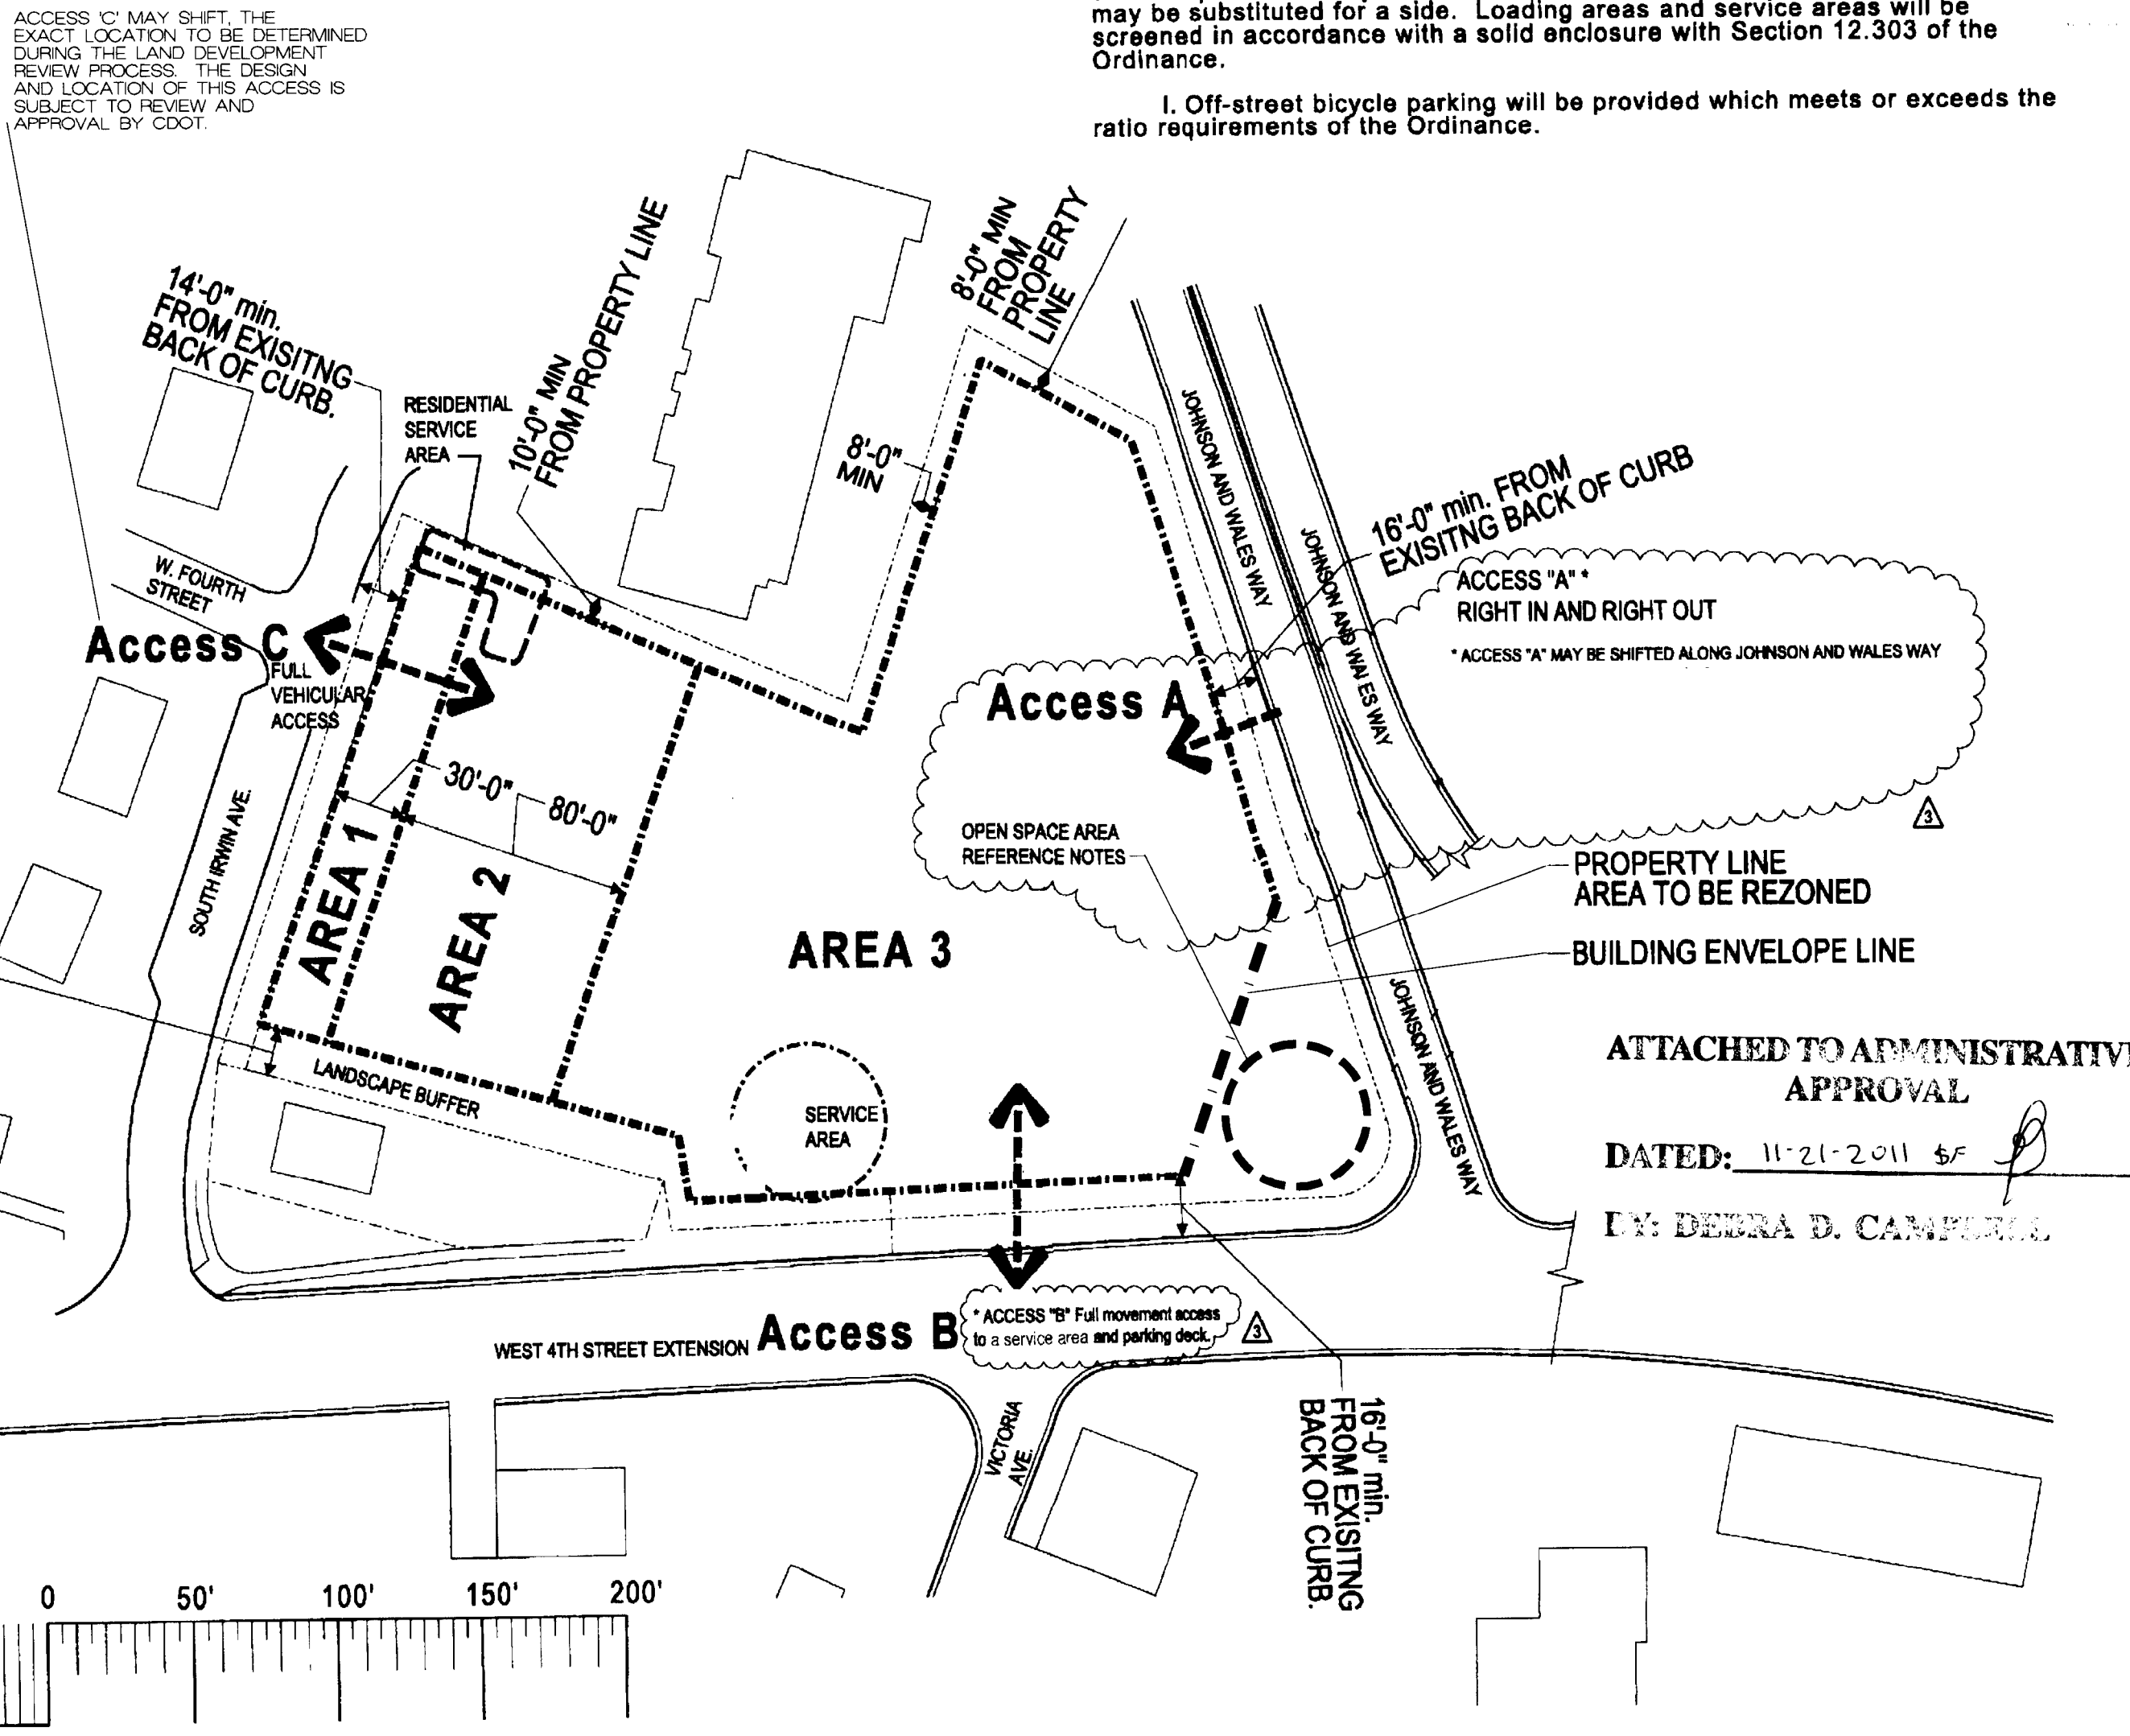 ACCESS 'C' MAY SHIFT, THE
EXACT LOCATION TO BE DETERMINED
DURING THE LAND DEVELOPMENT
REVIEW PROCESS. THE DESIGN
AND LOCATION OF THIS ACCESS IS
SUBJECT TO REVIEW AND
APPROVAL BY CDOT.
may be substituted for a side. Loading areas and service areas will be
screened in accordance with a solid enclosure with Section 12.303 of the
Ordinance.
I. Off-street bicycle parking will be provided which meets or exceeds the
ratio requirements of the Ordinance.
14'-0" min.
FROM EXISITNG
BACK OF CURB.
RESIDENTIAL
SERVICE
AREA
10'-0" MIN
FROM PROPERTY LINE
8'-0" MIN
FROM
PROPERTY
LINE
8'-0"
MIN
JOHNSON AND WALES WAY
JOHNSON AND WALES WAY
16'-0" min. FROM
EXISITNG BACK OF CURB
W. FOURTH
STREET
Access C
FULL
VEHICULAR
ACCESS
ACCESS "A" *
RIGHT IN AND RIGHT OUT
* ACCESS "A" MAY BE SHIFTED ALONG JOHNSON AND WALES WAY
3
Access A
30'-0"
80'-0"
OPEN SPACE AREA
REFERENCE NOTES
SOUTH IRWIN AVE.
AREA 1
AREA 2
AREA 3
PROPERTY LINE
AREA TO BE REZONED
BUILDING ENVELOPE LINE
JOHNSON AND WALES WAY
LANDSCAPE BUFFER
SERVICE
AREA
ATTACHED TO ADMINISTRATIVE
APPROVAL
DATED: 11-21-2011 SF
BY: DEBRA D. CAMPBELL
WEST 4TH STREET EXTENSION
Access B
* ACCESS "B" Full movement access
to a service area and parking deck.
3
VICTORIA
AVE.
16'-0" min.
FROM EXISITNG
BACK OF CURB.
0 50' 100' 150' 200'